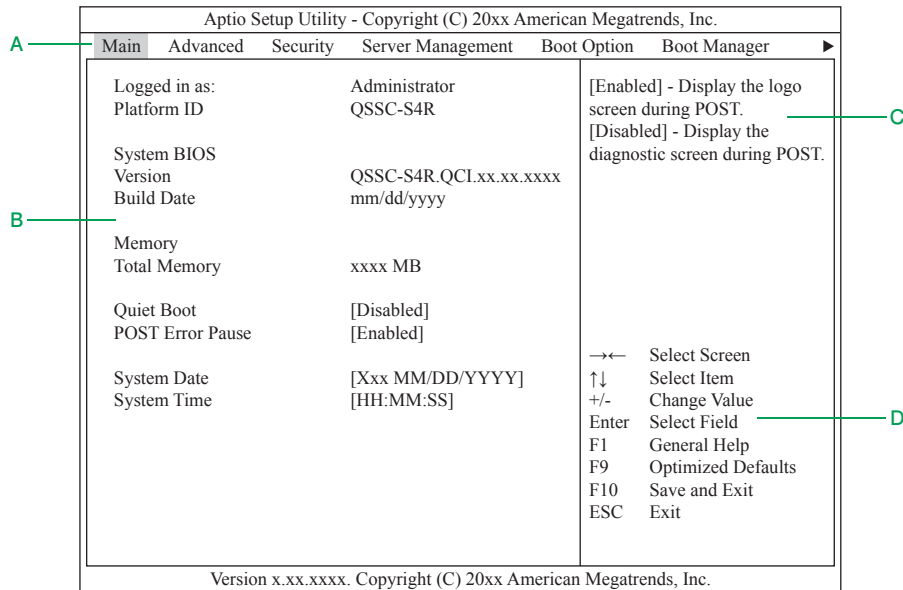 Aptio Setup Utility - Copyright (C) 20xx American Megatrends, Inc.
A
Main Advanced Security Server Management Boot Option Boot Manager ►
Logged in as: Administrator
Platform ID QSSC-S4R
System BIOS
Version QSSC-S4R.QCI.xx.xx.xxxx
Build Date mm/dd/yyyy
B
Memory
Total Memory xxxx MB
Quiet Boot [Disabled]
POST Error Pause [Enabled]
System Date [Xxx MM/DD/YYYY]
System Time [HH:MM:SS]
[Enabled] - Display the logo
screen during POST.
[Disabled] - Display the
diagnostic screen during POST.
C
→← Select Screen
↑↓ Select Item
+/- Change Value
Enter Select Field
D
F1 General Help
F9 Optimized Defaults
F10 Save and Exit
ESC Exit
Version x.xx.xxxx. Copyright (C) 20xx American Megatrends, Inc.